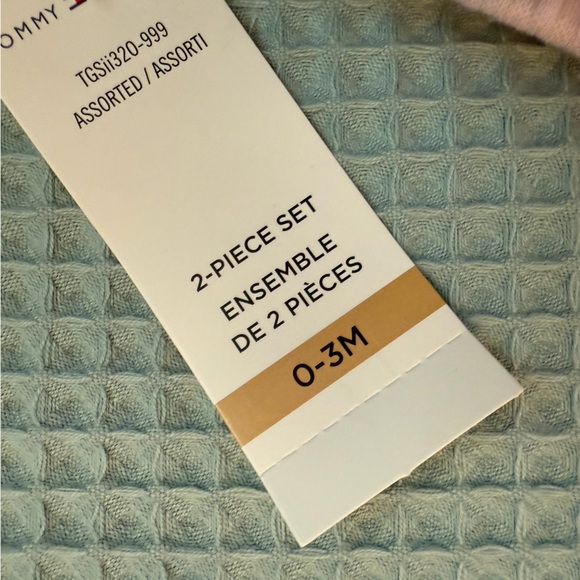 OMMY
TGSii320-999
ASSORTED / ASSORTI
2-PIECE SET
ENSEMBLE
DE 2 PIÈCES
0-3M